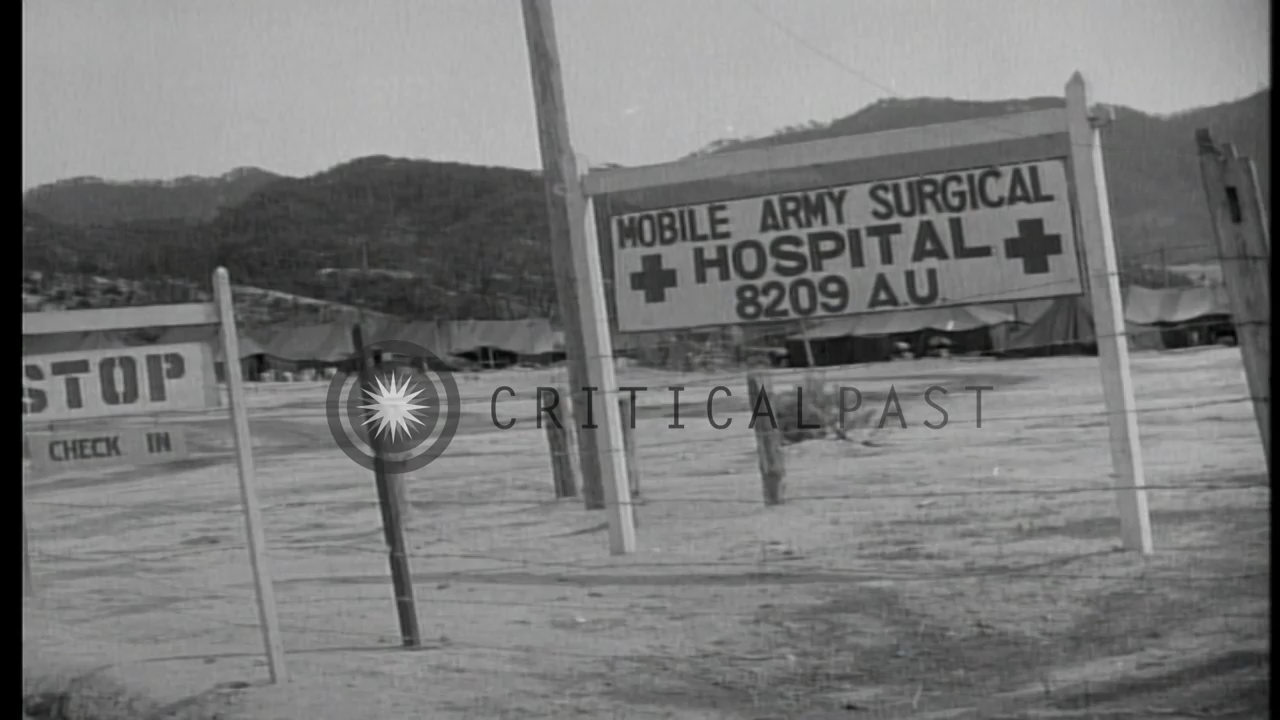 MOBILE ARMY SURGICAL
HOSPITAL
8209 A.U
STOP
CHECK IN
CRITICALPAST